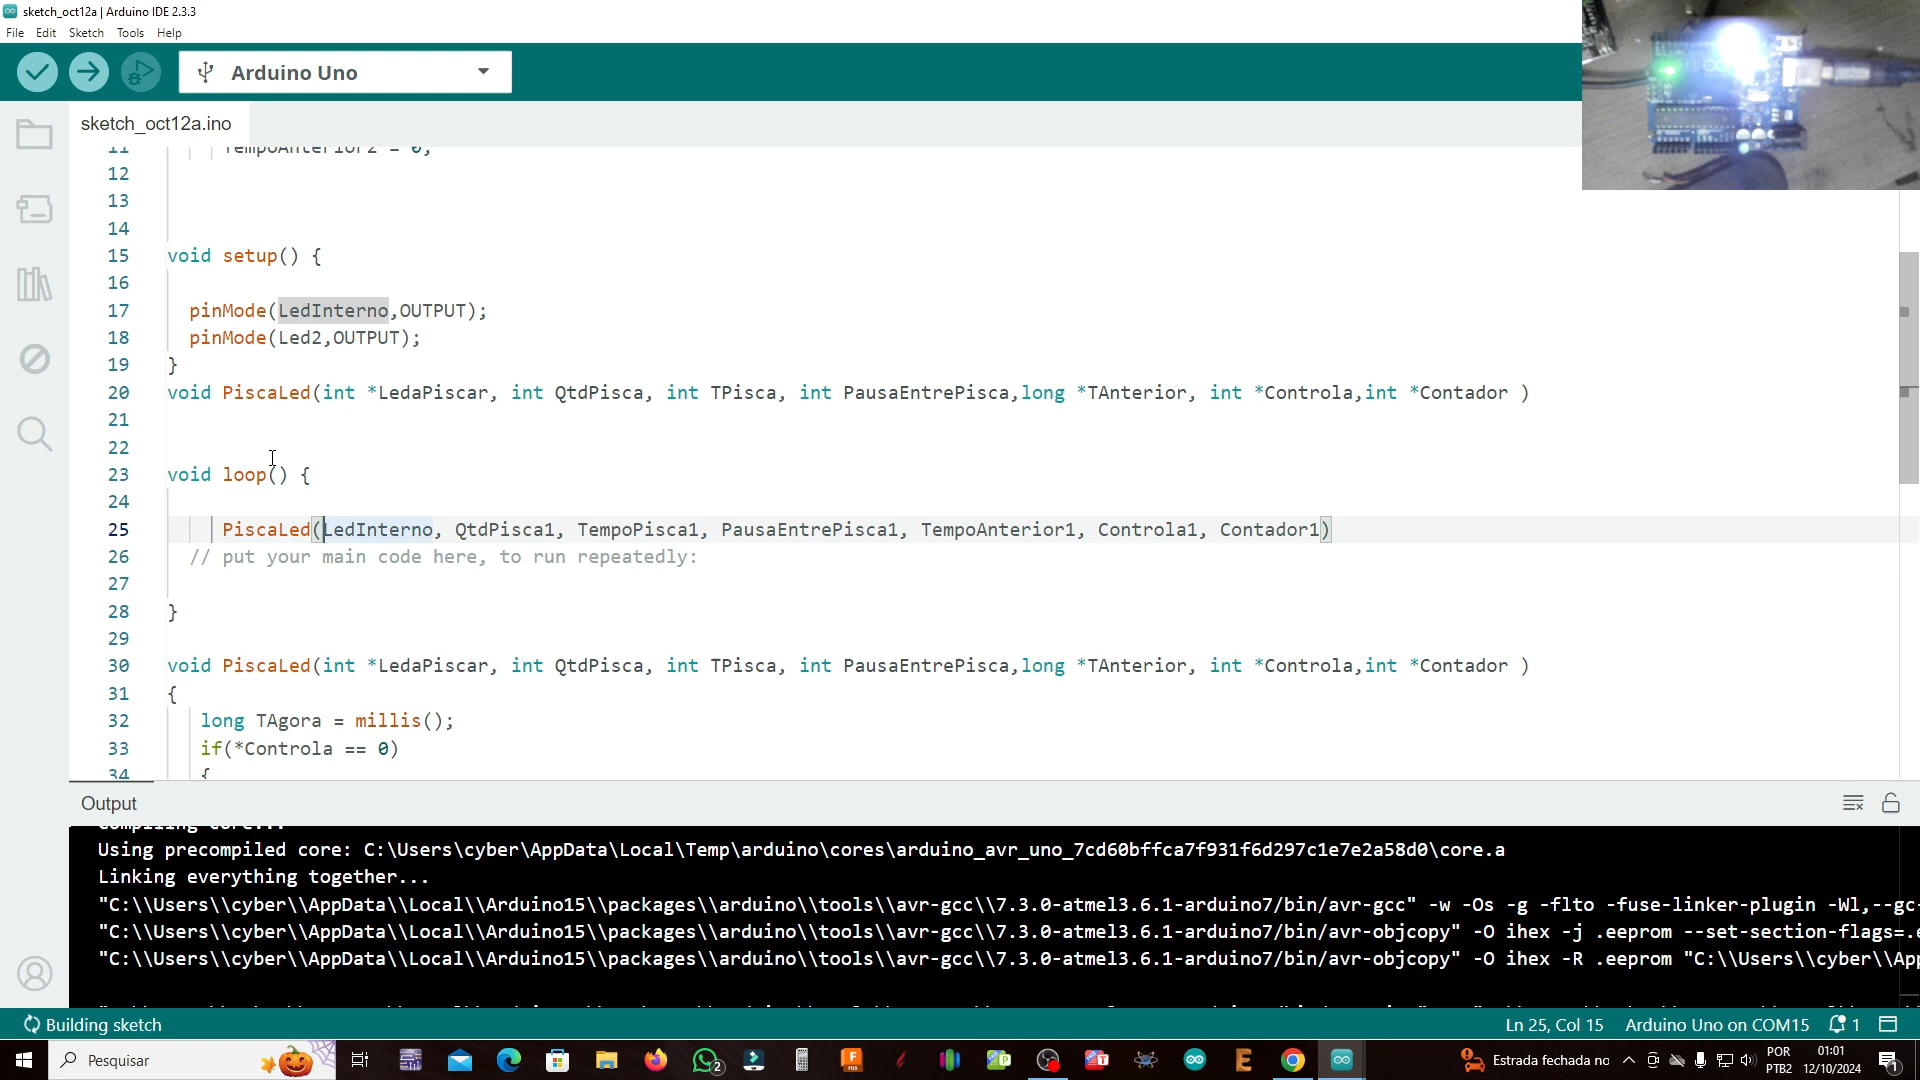 sketch_oct12a | Arduino IDE 2.3.3
File Edit Sketch Tools Help
Arduino Uno
sketch_oct12a.ino
11 TempoAnterior2 = 0;
12
13
14
15 void setup() {
16
17 pinMode(LedInterno,OUTPUT);
18 pinMode(Led2,OUTPUT);
19 }
20 void PiscaLed(int *LedaPiscar, int QtdPisca, int TPisca, int PausaEntrePisca,long *TAnterior, int *Controla,int *Contador )
21
22
23 void loop() {
24
25 PiscaLed(LedInterno, QtdPisca1, TempoPisca1, PausaEntrePisca1, TempoAnterior1, Controla1, Contador1)
26 // put your main code here, to run repeatedly:
27
28 }
29
30 void PiscaLed(int *LedaPiscar, int QtdPisca, int TPisca, int PausaEntrePisca,long *TAnterior, int *Controla,int *Contador )
31 {
32 long TAgora = millis();
33 if(*Controla == 0)
34 {
Output
Compiling core...
Using precompiled core: C:\Users\cyber\AppData\Local\Temp\arduino\cores\arduino_avr_uno_7cd60bffca7f931f6d297c1e7e2a58d0\core.a
Linking everything together...
"C:\\Users\\cyber\\AppData\\Local\\Arduino15\\packages\\arduino\\tools\\avr-gcc\\7.3.0-atmel3.6.1-arduino7/bin/avr-gcc" -w -Os -g -flto -fuse-linker-plugin -Wl,--gc-
"C:\\Users\\cyber\\AppData\\Local\\Arduino15\\packages\\arduino\\tools\\avr-gcc\\7.3.0-atmel3.6.1-arduino7/bin/avr-objcopy" -O ihex -j .eeprom --set-section-flags=.e
"C:\\Users\\cyber\\AppData\\Local\\Arduino15\\packages\\arduino\\tools\\avr-gcc\\7.3.0-atmel3.6.1-arduino7/bin/avr-objcopy" -O ihex -R .eeprom "C:\\Users\\cyber\\Ap
Building sketch
Ln 25, Col 15 Arduino Uno on COM15 1
Pesquisar
2
Estrada fechada no
POR
PTB2
01:01
12/10/2024
1